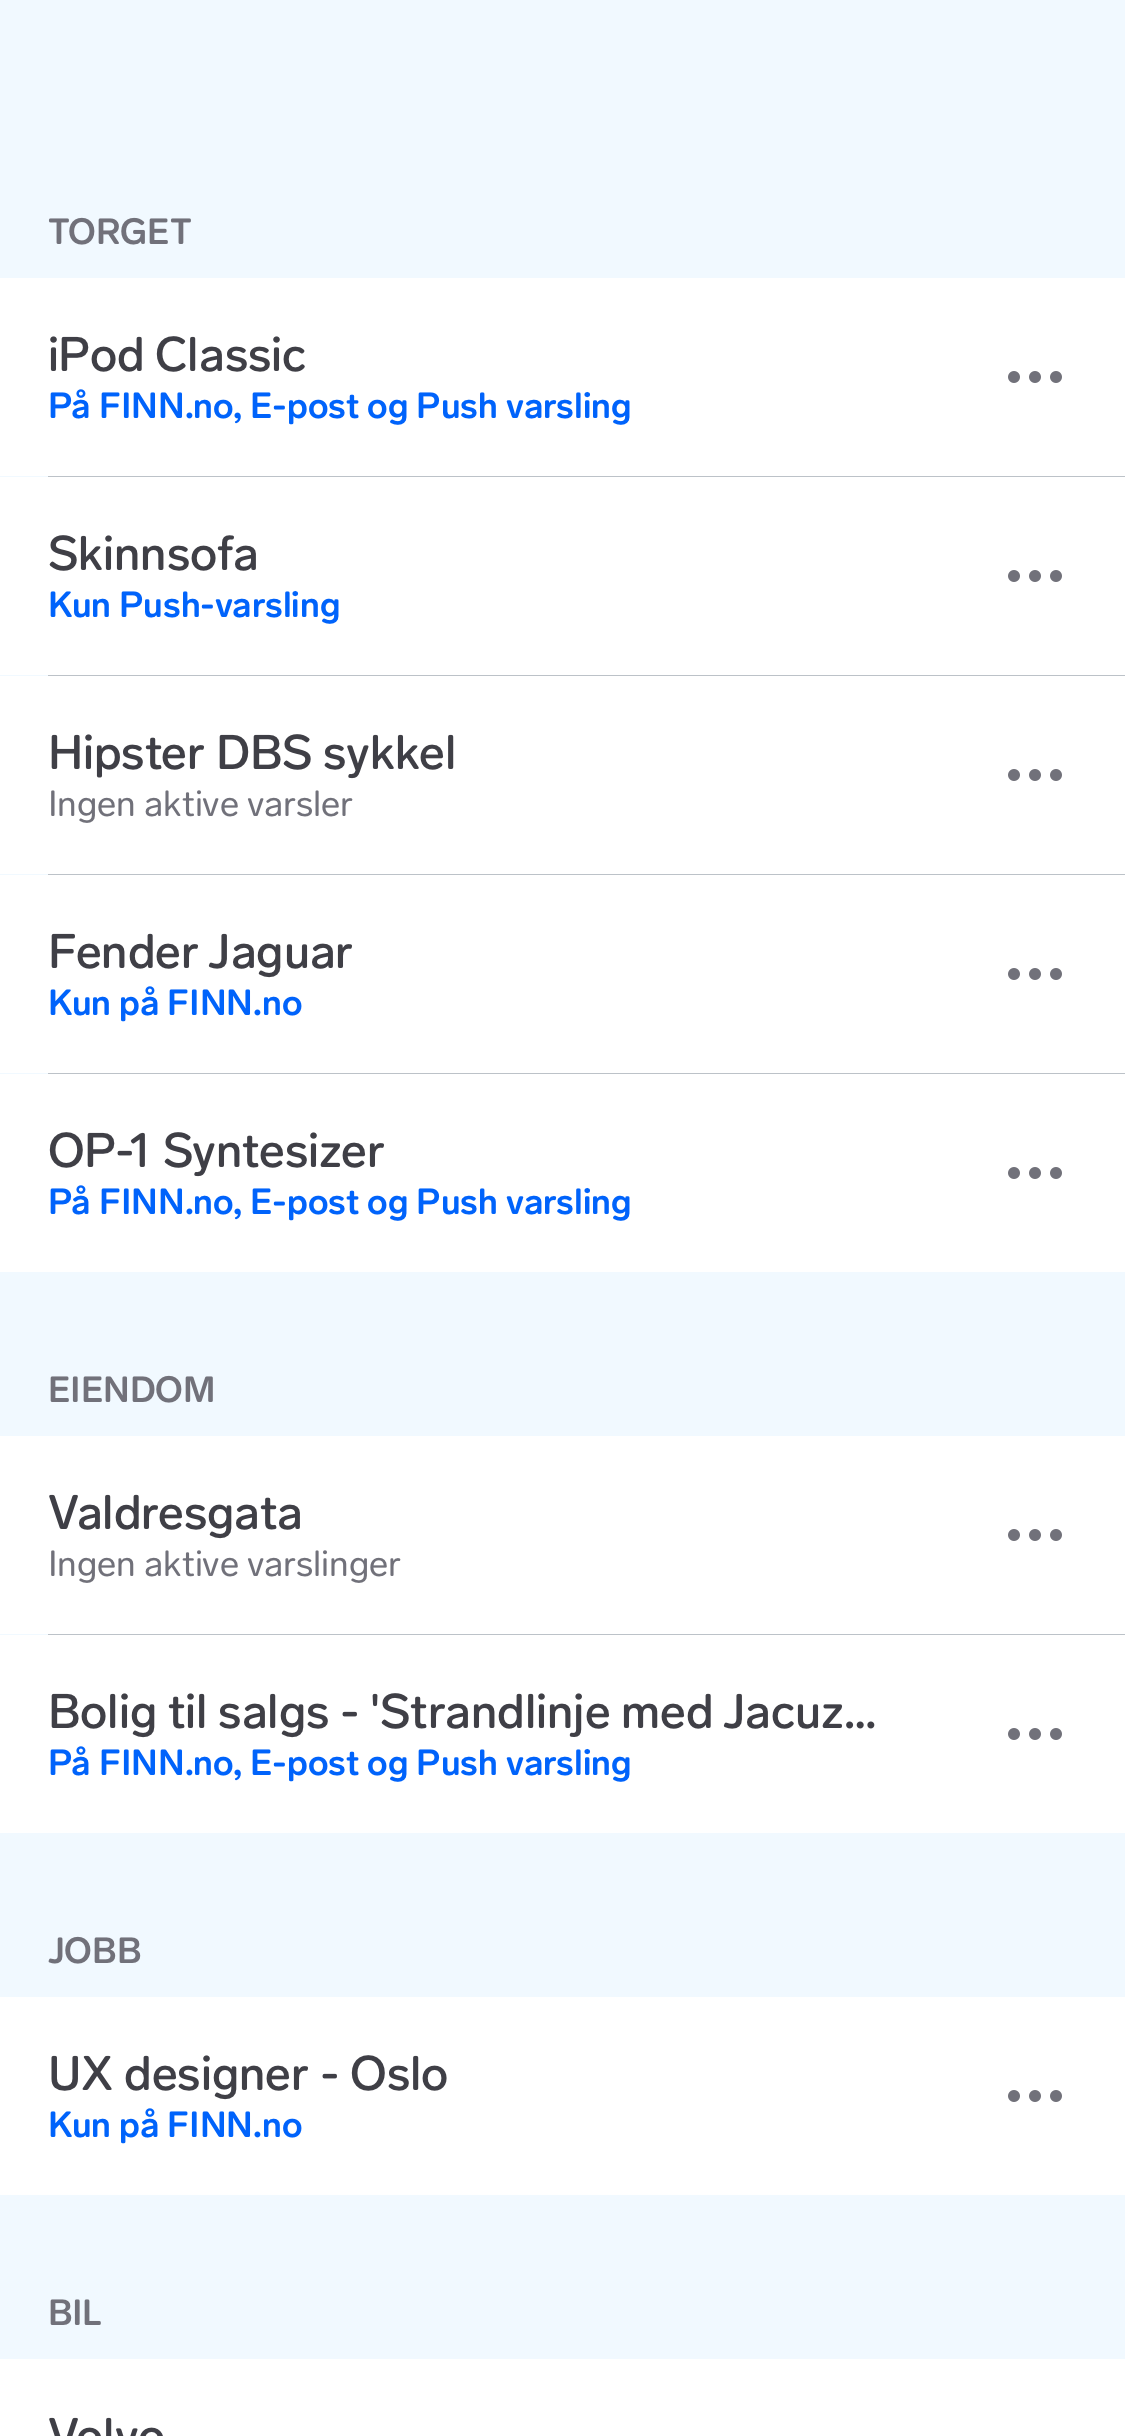 TORGET
iPod Classic
På FINN.no, E-post og Push varsling
Skinnsofa
Kun Push-varsling
Hipster DBS sykkel
Ingen aktive varsler
Fender Jaguar
Kun på FINN.no
OP-1 Syntesizer
På FINN.no, E-post og Push varsling
EIENDOM
Valdresgata
Ingen aktive varslinger
Bolig til salgs - 'Strandlinje med Jacuz...
På FINN.no, E-post og Push varsling
JOBB
UX designer - Oslo
Kun på FINN.no
BIL
Volvo